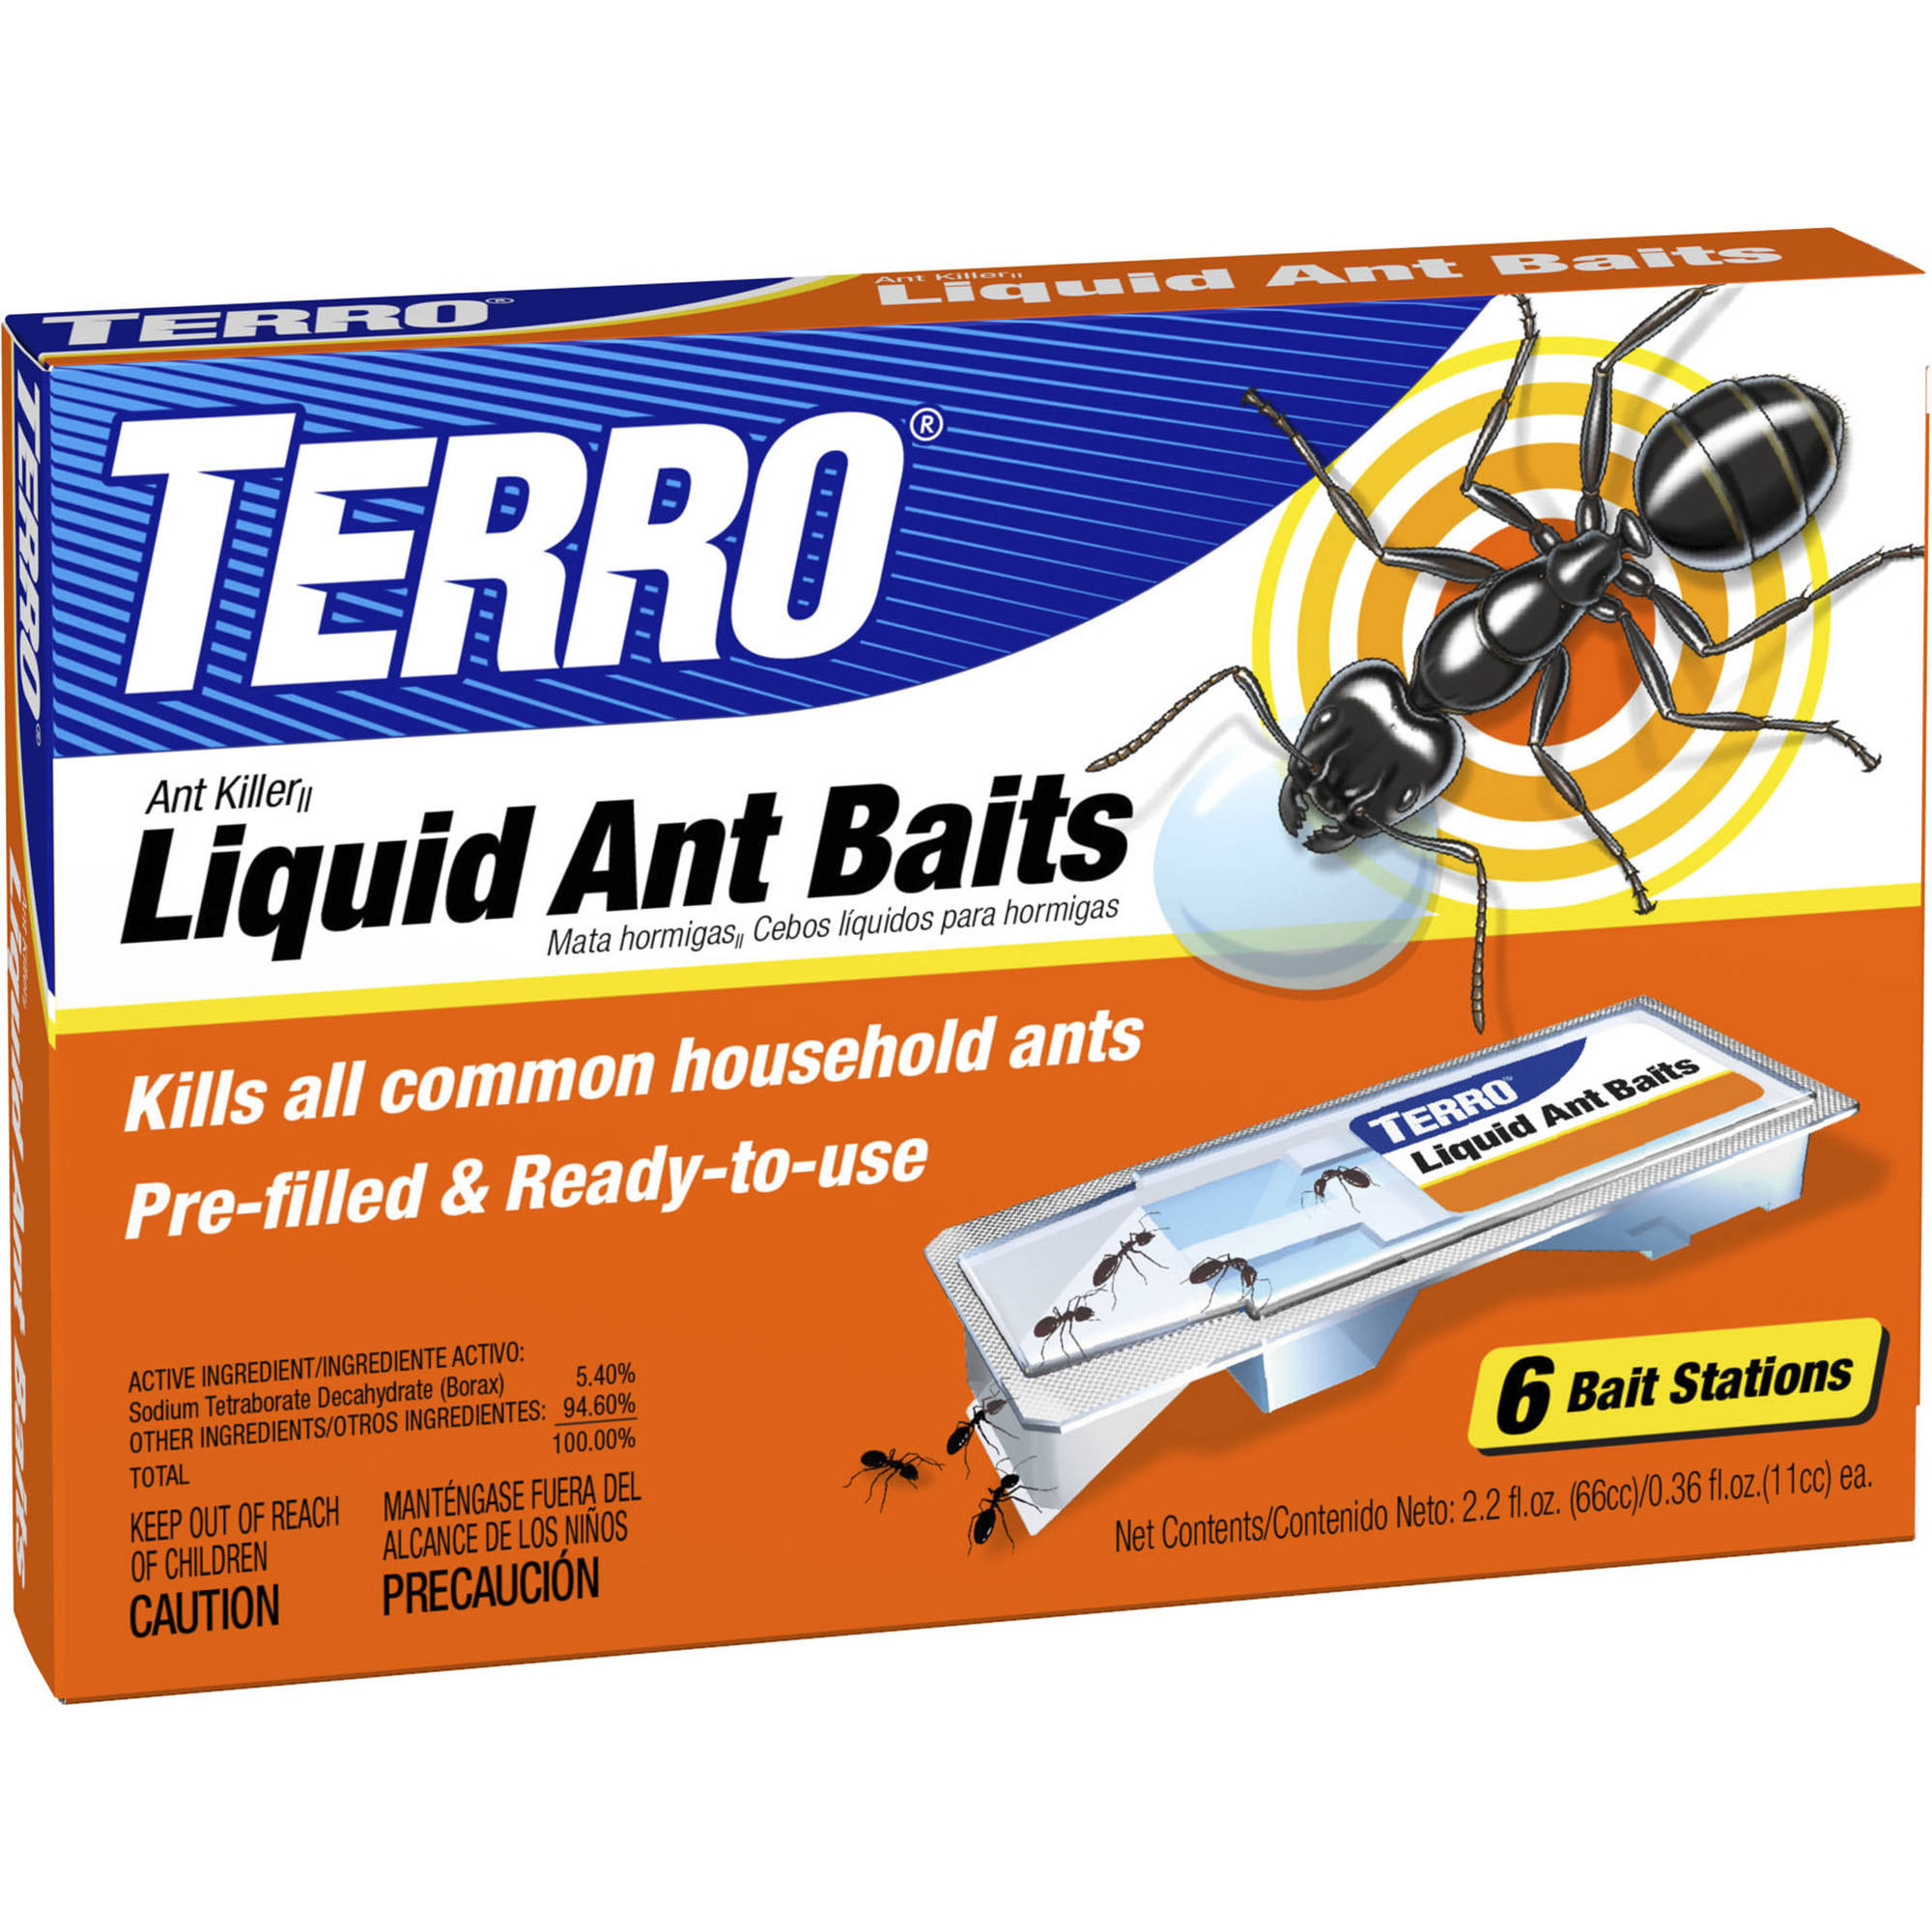 TERRO®
Ant Killer II
Liquid Ant Baits
TERRO®
Liquid Ant Baits
TERRO®
Ant Killer II
Liquid Ant Baits
Mata hormigas II Cebos líquidos para hormigas
Kills all common household ants
Pre-filled & Ready-to-use
TERRO™
Liquid Ant Baits
ACTIVE INGREDIENT/INGREDIENTE ACTIVO:
Sodium Tetraborate Decahydrate (Borax) 5.40%
OTHER INGREDIENTS/OTROS INGREDIENTES: 94.60%
TOTAL 100.00%
KEEP OUT OF REACH
OF CHILDREN
CAUTION
MANTÉNGASE FUERA DEL
ALCANCE DE LOS NIÑOS
PRECAUCIÓN
6 Bait Stations
Net Contents/Contenido Neto: 2.2 fl.oz. (66cc)/0.36 fl.oz.(11cc) ea.